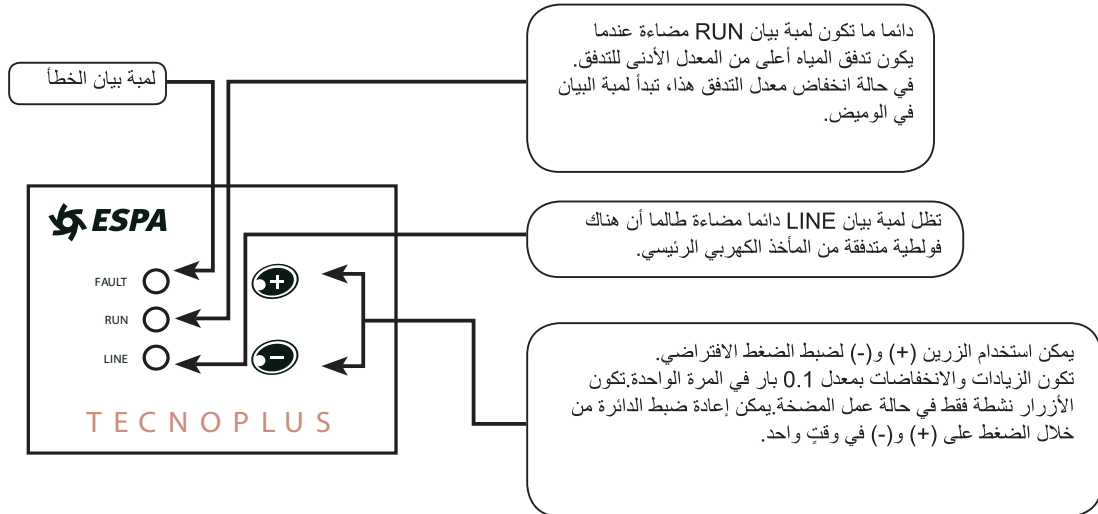 دائما ما تكون لمبة بيان RUN مضاءة عندما
يكون تدفق المياه أعلى من المعدل الأدنى للتدفق.
في حالة انخفاض معدل التدفق هذا، تبدأ لمبة البيان
في الوميض.
لمبة بيان الخطأ
ESPA
FAULT
RUN
LINE
+
-
TECNOPLUS
تظل لمبة بيان LINE دائما مضاءة طالما أن هناك
فولطية متدفقة من المأخذ الكهربي الرئيسي.
يمكن استخدام الزرين (+) و(-) لضبط الضغط الافتراضي.
تكون الزيادات والانخفاضات بمعدل 0.1 بار في المرة الواحدة.تكون
الأزرار نشطة فقط في حالة عمل المضخة.يمكن إعادة ضبط الدائرة من
خلال الضغط على (+) و(-) في وقتٍ واحد.